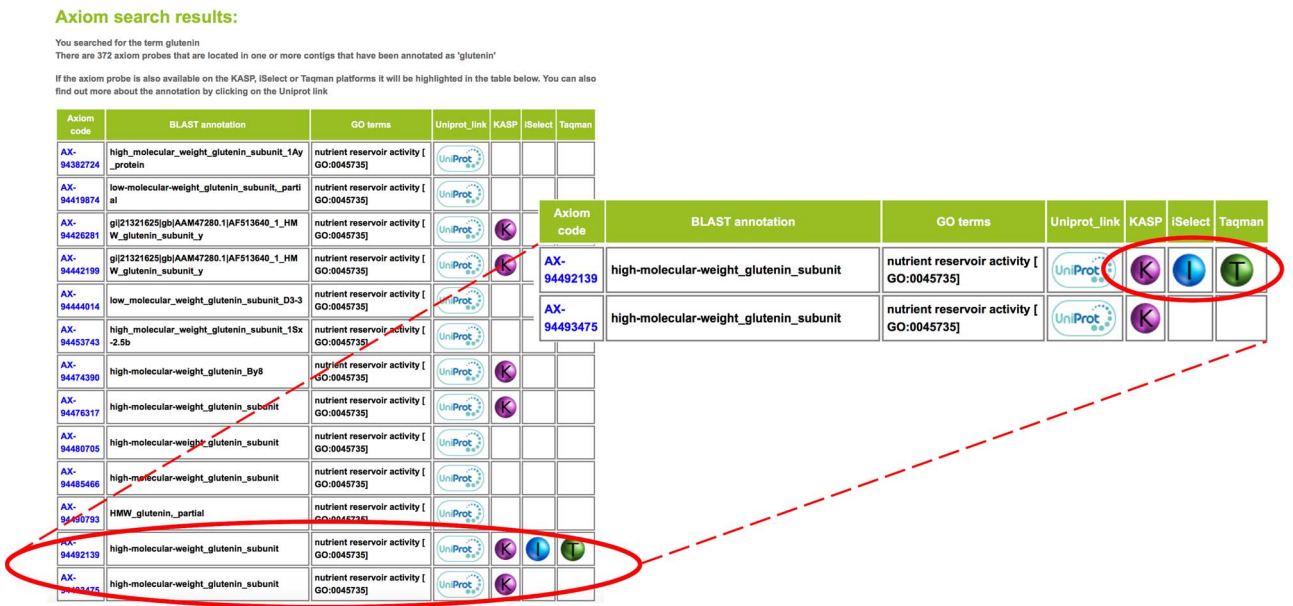 Axiom search results:
You searched for the term glutenin
There are 372 axiom probes that are located in one or more contigs that have been annotated as 'glutenin'
If the axiom probe is also available on the KASP, iSelect or Taqman platforms it will be highlighted in the table below. You can also
find out more about the annotation by clicking on the Uniprot link
Axiom code BLAST annotation GO terms Uniprot_link KASP iSelect Taqman
AX- high_molecular_weight_glutenin_subunit_1Ay nutrient reservoir activity [
94382724 _protein GO:0045735] UniProt
AX- low-molecular-weight_glutenin_subunit,_parti nutrient reservoir activity [
94419874 al GO:0045735] UniProt
AX- gi|21321625|gb|AAM47280.1|AF513640_1_HM nutrient reservoir activity [
94426281 W_glutenin_subunit_y GO:0045735] UniProt K
AX- gi|21321625|gb|AAM47280.1|AF513640_1_HM nutrient reservoir activity [
94442199 W_glutenin_subunit_y GO:0045735] UniProt K
AX- low_molecular_weight_glutenin_subunit_D3-3 nutrient reservoir activity [
94444014 GO:0045735] UniProt
AX- high_molecular_weight_glutenin_subunit_1Sx nutrient reservoir activity [
94453743 -2.5b GO:0045735] UniProt
AX- high-molecular-weight_glutenin_By8 nutrient reservoir activity [
94474390 GO:0045735] UniProt K
AX- high-molecular-weight_glutenin_subunit nutrient reservoir activity [
94476317 GO:0045735] UniProt K
AX- high-molecular-weight_glutenin_subunit nutrient reservoir activity [
94480705 GO:0045735] UniProt
AX- high-molecular-weight_glutenin_subunit nutrient reservoir activity [
94485466 GO:0045735] UniProt
AX- HMW_glutenin,_partial nutrient reservoir activity [
94490793 GO:0045735] UniProt
AX- high-molecular-weight_glutenin_subunit nutrient reservoir activity [
94492139 GO:0045735] UniProt K I T
AX- high-molecular-weight_glutenin_subunit nutrient reservoir activity [
94493475 GO:0045735] UniProt K
Axiom code BLAST annotation GO terms Uniprot_link KASP iSelect Taqman
AX- high-molecular-weight_glutenin_subunit nutrient reservoir activity [
94492139 GO:0045735] UniProt K I T
AX- high-molecular-weight_glutenin_subunit nutrient reservoir activity [
94493475 GO:0045735] UniProt K